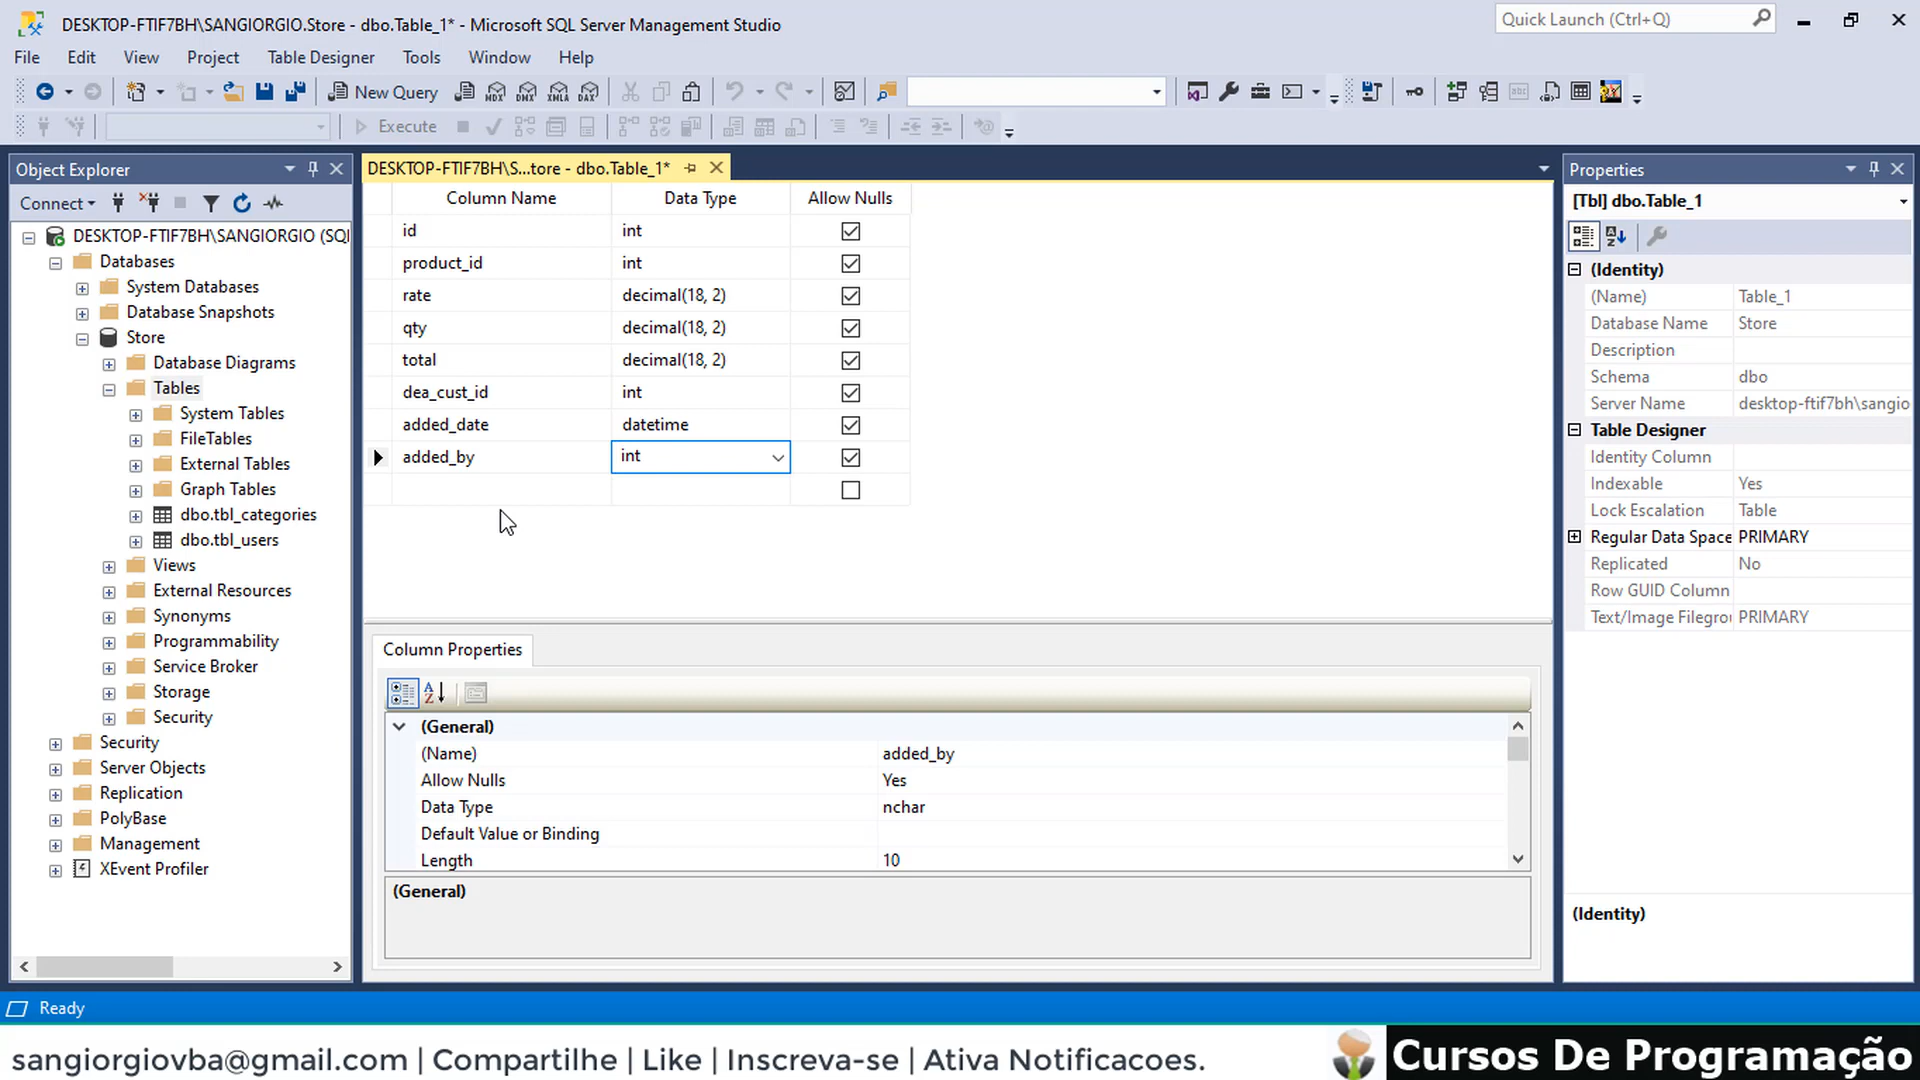 DESKTOP-FTIF7BH\SANGIORGIO.Store - dbo.Table_1* - Microsoft SQL Server Management Studio
Quick Launch (Ctrl+Q)
File Edit View Project Table Designer Tools Window Help
New Query
MDX DMX XMLA DAX
Execute
Object Explorer
Connect
DESKTOP-FTIF7BH\SANGIORGIO (SQL
Databases
System Databases
Database Snapshots
Store
Database Diagrams
Tables
System Tables
FileTables
External Tables
Graph Tables
dbo.tbl_categories
dbo.tbl_users
Views
External Resources
Synonyms
Programmability
Service Broker
Storage
Security
Security
Server Objects
Replication
PolyBase
Management
XEvent Profiler
DESKTOP-FTIF7BH\S...tore - dbo.Table_1*
Column Name Data Type Allow Nulls
id int
product_id int
rate decimal(18, 2)
qty decimal(18, 2)
total decimal(18, 2)
dea_cust_id int
added_date datetime
added_by int
Column Properties
(General)
(Name) added_by
Allow Nulls Yes
Data Type nchar
Default Value or Binding
Length 10
(General)
Properties
[Tbl] dbo.Table_1
(Identity)
(Name) Table_1
Database Name Store
Description
Schema dbo
Server Name desktop-ftif7bh\sangio
Table Designer
Identity Column
Indexable Yes
Lock Escalation Table
Regular Data Space PRIMARY
Replicated No
Row GUID Column
Text/Image Filegrou PRIMARY
(Identity)
Ready
sangiorgiovba@gmail.com | Compartilhe | Like | Inscreva-se | Ativa Notificacoes.
Cursos De Programação